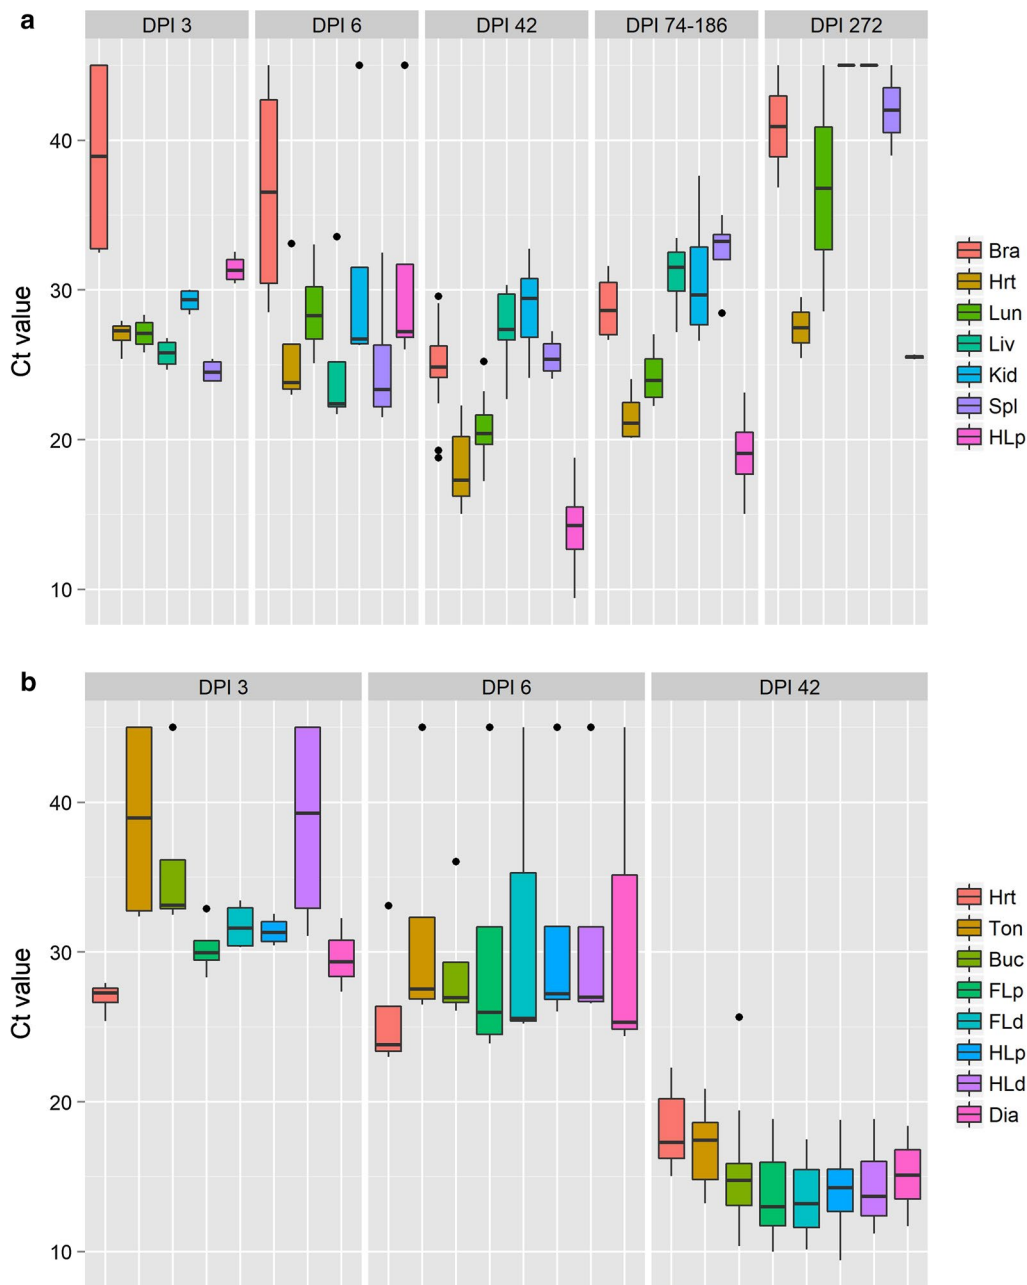 a
DPI 3 DPI 6 DPI 42 DPI 74-186 DPI 272
Ct value
40
30
20
10
Bra
Hrt
Lun
Liv
Kid
Spl
HLp
b
DPI 3 DPI 6 DPI 42
Ct value
40
30
20
10
Hrt
Ton
Buc
FLp
FLd
HLp
HLd
Dia